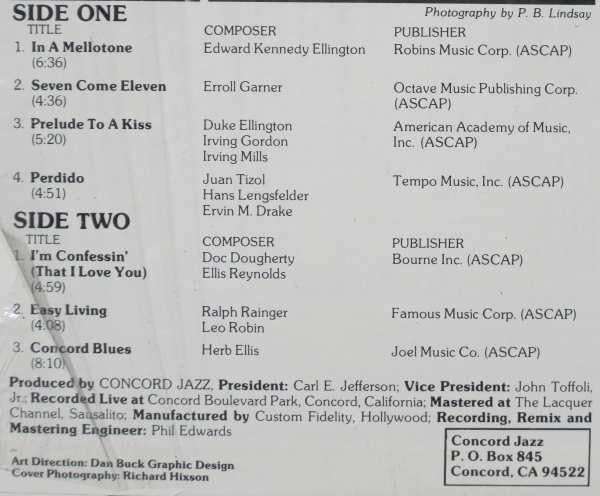 Photography by P. B. Lindsay
SIDE ONE
TITLE COMPOSER PUBLISHER
1. In A Mellotone Edward Kennedy Ellington Robins Music Corp. (ASCAP)
(6:36)
2. Seven Come Eleven Erroll Garner Octave Music Publishing Corp.
(4:36) (ASCAP)
3. Prelude To A Kiss Duke Ellington American Academy of Music,
(5:20) Irving Gordon Inc. (ASCAP)
Irving Mills
4. Perdido Juan Tizol Tempo Music, Inc. (ASCAP)
(4:51) Hans Lengsfelder
Ervin M. Drake
SIDE TWO
TITLE COMPOSER PUBLISHER
1. I'm Confessin' Doc Dougherty Bourne Inc. (ASCAP)
(That I Love You) Ellis Reynolds
(4:59)
2. Easy Living Ralph Rainger Famous Music Corp. (ASCAP)
(4:08) Leo Robin
3. Concord Blues Herb Ellis Joel Music Co. (ASCAP)
(8:10)
Produced by CONCORD JAZZ, President: Carl E. Jefferson; Vice President: John Toffoli,
Jr.; Recorded Live at Concord Boulevard Park, Concord, California; Mastered at The Lacquer
Channel, Sausalito; Manufactured by Custom Fidelity, Hollywood; Recording, Remix and
Mastering Engineer: Phil Edwards
Art Direction: Dan Buck Graphic Design
Cover Photography: Richard Hixson
Concord Jazz
P. O. Box 845
Concord, CA 94522